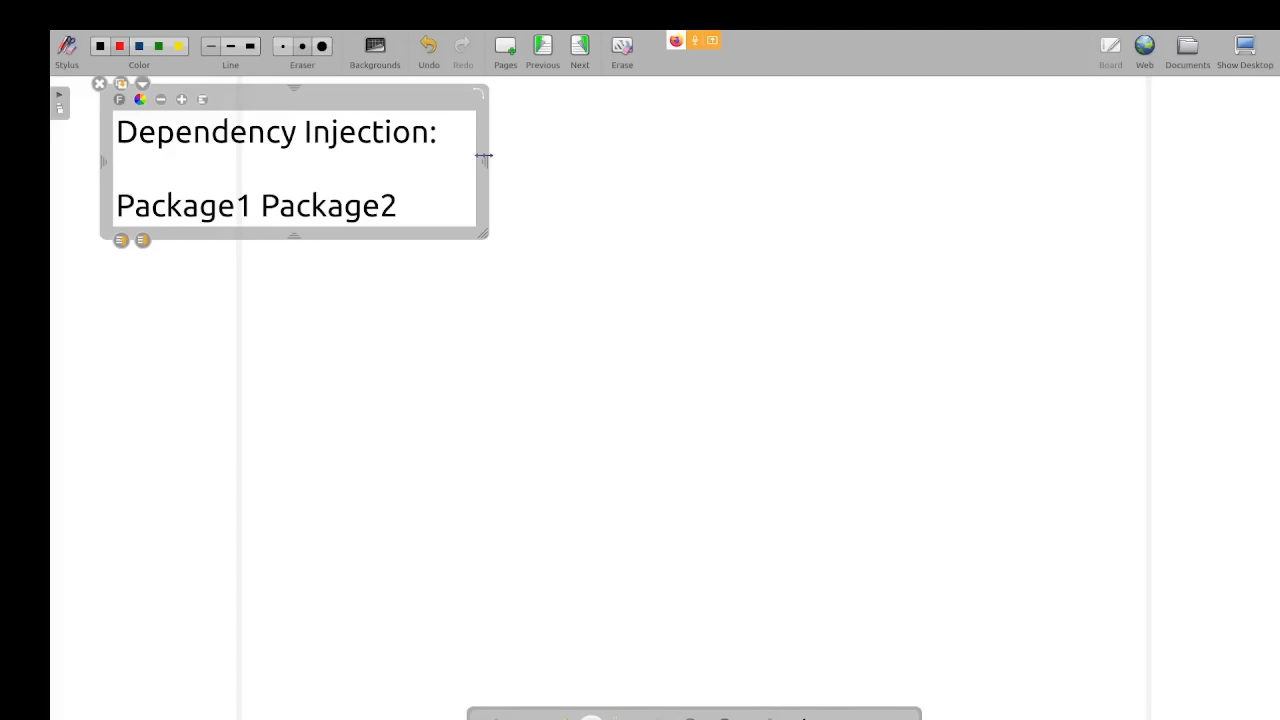 Stylus Color Line Eraser Backgrounds Undo Redo Pages Previous Next Erase Board Web Documents Show Desktop
F
Dependency Injection:
Package1 Package2